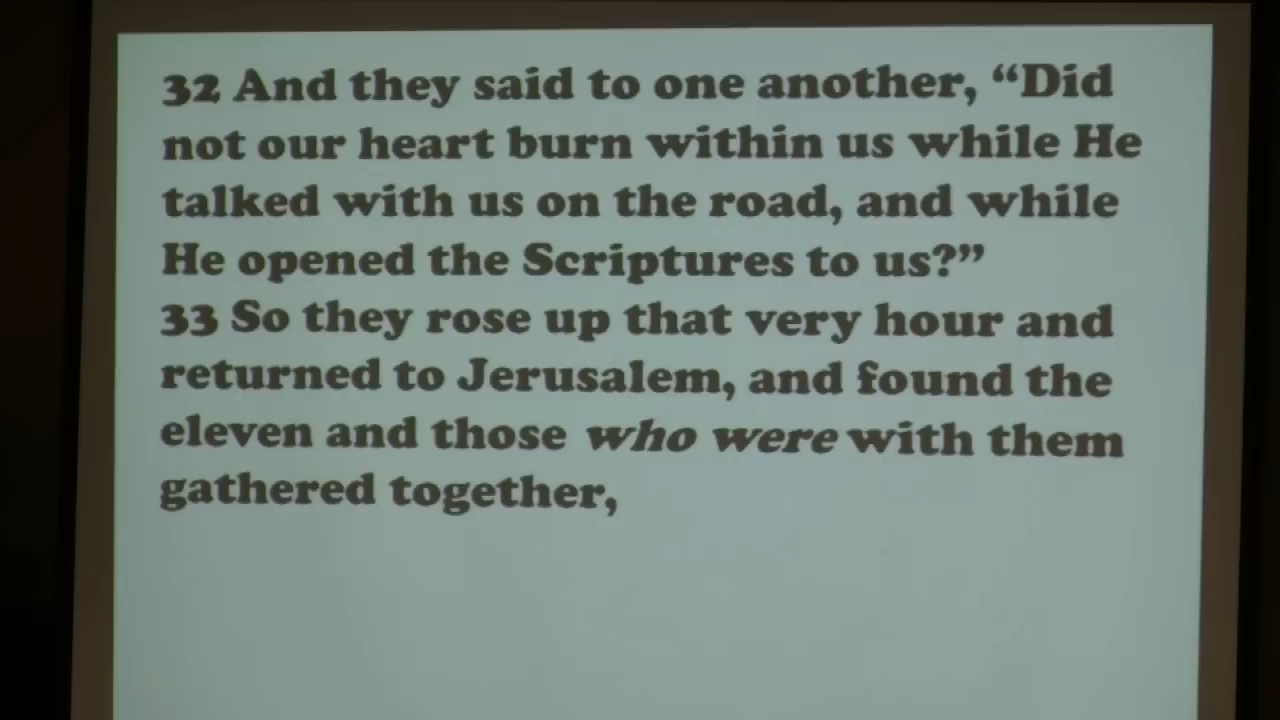 32 And they said to one another, “Did
not our heart burn within us while He
talked with us on the road, and while
He opened the Scriptures to us?”
33 So they rose up that very hour and
returned to Jerusalem, and found the
eleven and those who were with them
gathered together,